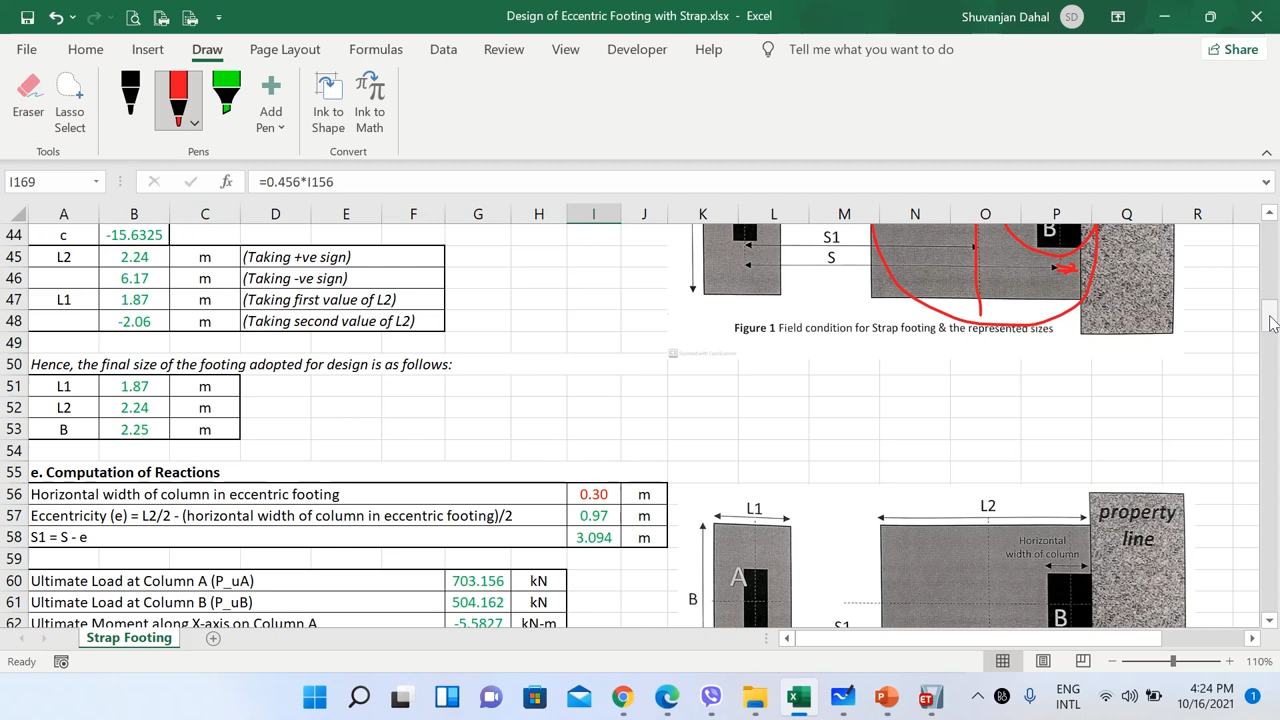 Design of Eccentric Footing with Strap.xlsx - Excel
Shuvanjan Dahal
SD
File
Home
Insert
Draw
Page Layout
Formulas
Data
Review
View
Developer
Help
Tell me what you want to do
Share
Eraser
Lasso Select
Add Pen
Ink to Shape
Ink to Math
Tools
Pens
Convert
I169
fx
=0.456*I156
A B C D E F G H I J K L M N O P Q R
44 c -15.6325
45 L2 2.24 m (Taking +ve sign)
46 6.17 m (Taking -ve sign)
47 L1 1.87 m (Taking first value of L2)
48 -2.06 m (Taking second value of L2)
49
50 Hence, the final size of the footing adopted for design is as follows:
51 L1 1.87 m
52 L2 2.24 m
53 B 2.25 m
54
55 e. Computation of Reactions
56 Horizontal width of column in eccentric footing 0.30 m
57 Eccentricity (e) = L2/2 - (horizontal width of column in eccentric footing)/2 0.97 m
58 S1 = S - e 3.094 m
59
60 Ultimate Load at Column A (P_uA) 703.156 kN
61 Ultimate Load at Column B (P_uB) 504.162 kN
62 Ultimate Moment along X-axis on Column A -5.5827 kN-m
B
S1
S
Figure 1 Field condition for Strap footing & the represented sizes
L1
L2
property line
Horizontal width of column
A
B
B
S1
Strap Footing
Ready
110%
ENG
INTL
4:24 PM
10/16/2021
1